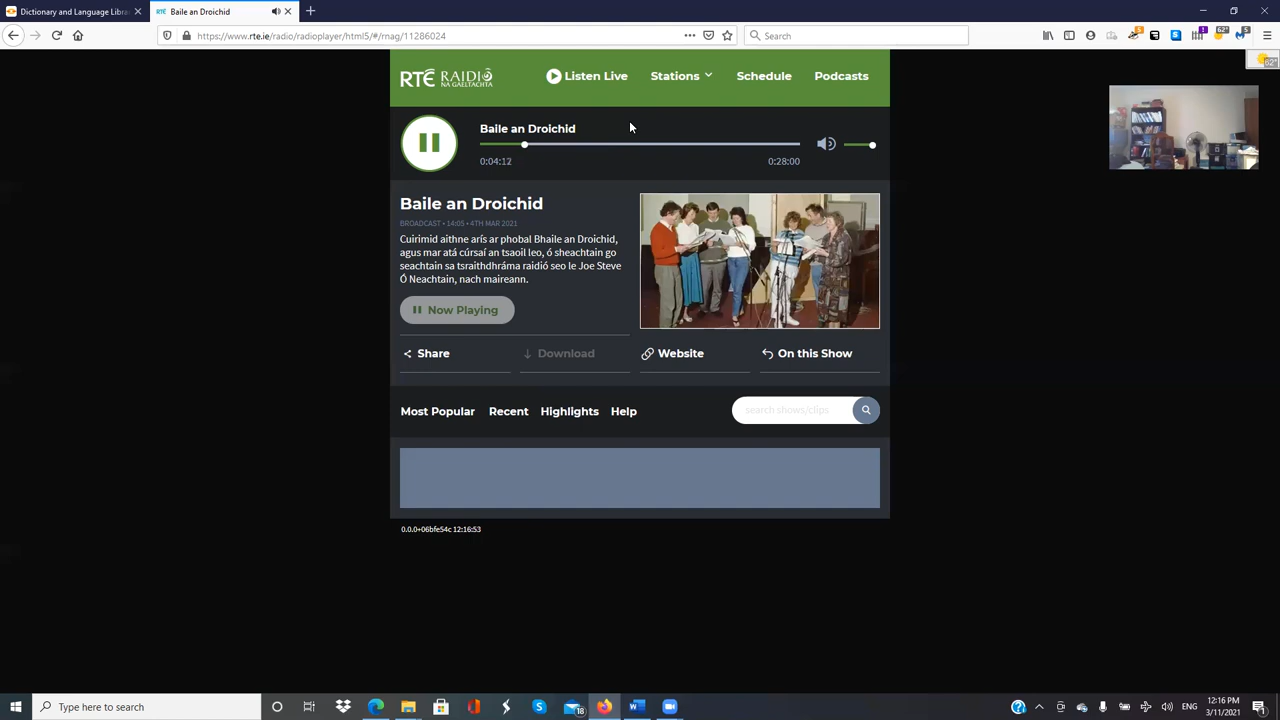 Dictionary and Language Libra
Baile an Droichid
https://www.rte.ie/radio/radioplayer/html5/#/rnag/11286024
Search
RTÉ RAIDIÓ NA GAELTACHTA
Listen Live
Stations
Schedule
Podcasts
Baile an Droichid
0:04:12
0:28:00
Baile an Droichid
BROADCAST • 14:05 • 4TH MAR 2021
Cuirimid aithne arís ar phobal Bhaile an Droichid,
agus mar atá cúrsaí an tsaoil leo, ó sheachtain go
seachtain sa tsraithdhráma raidió seo le Joe Steve
Ó Neachtain, nach maireann.
Now Playing
Share
Download
Website
On this Show
Most Popular
Recent
Highlights
Help
search shows/clips
0.0.0+06bfe54c 12:16:53
Type here to search
18
ENG
12:16 PM
3/11/2021